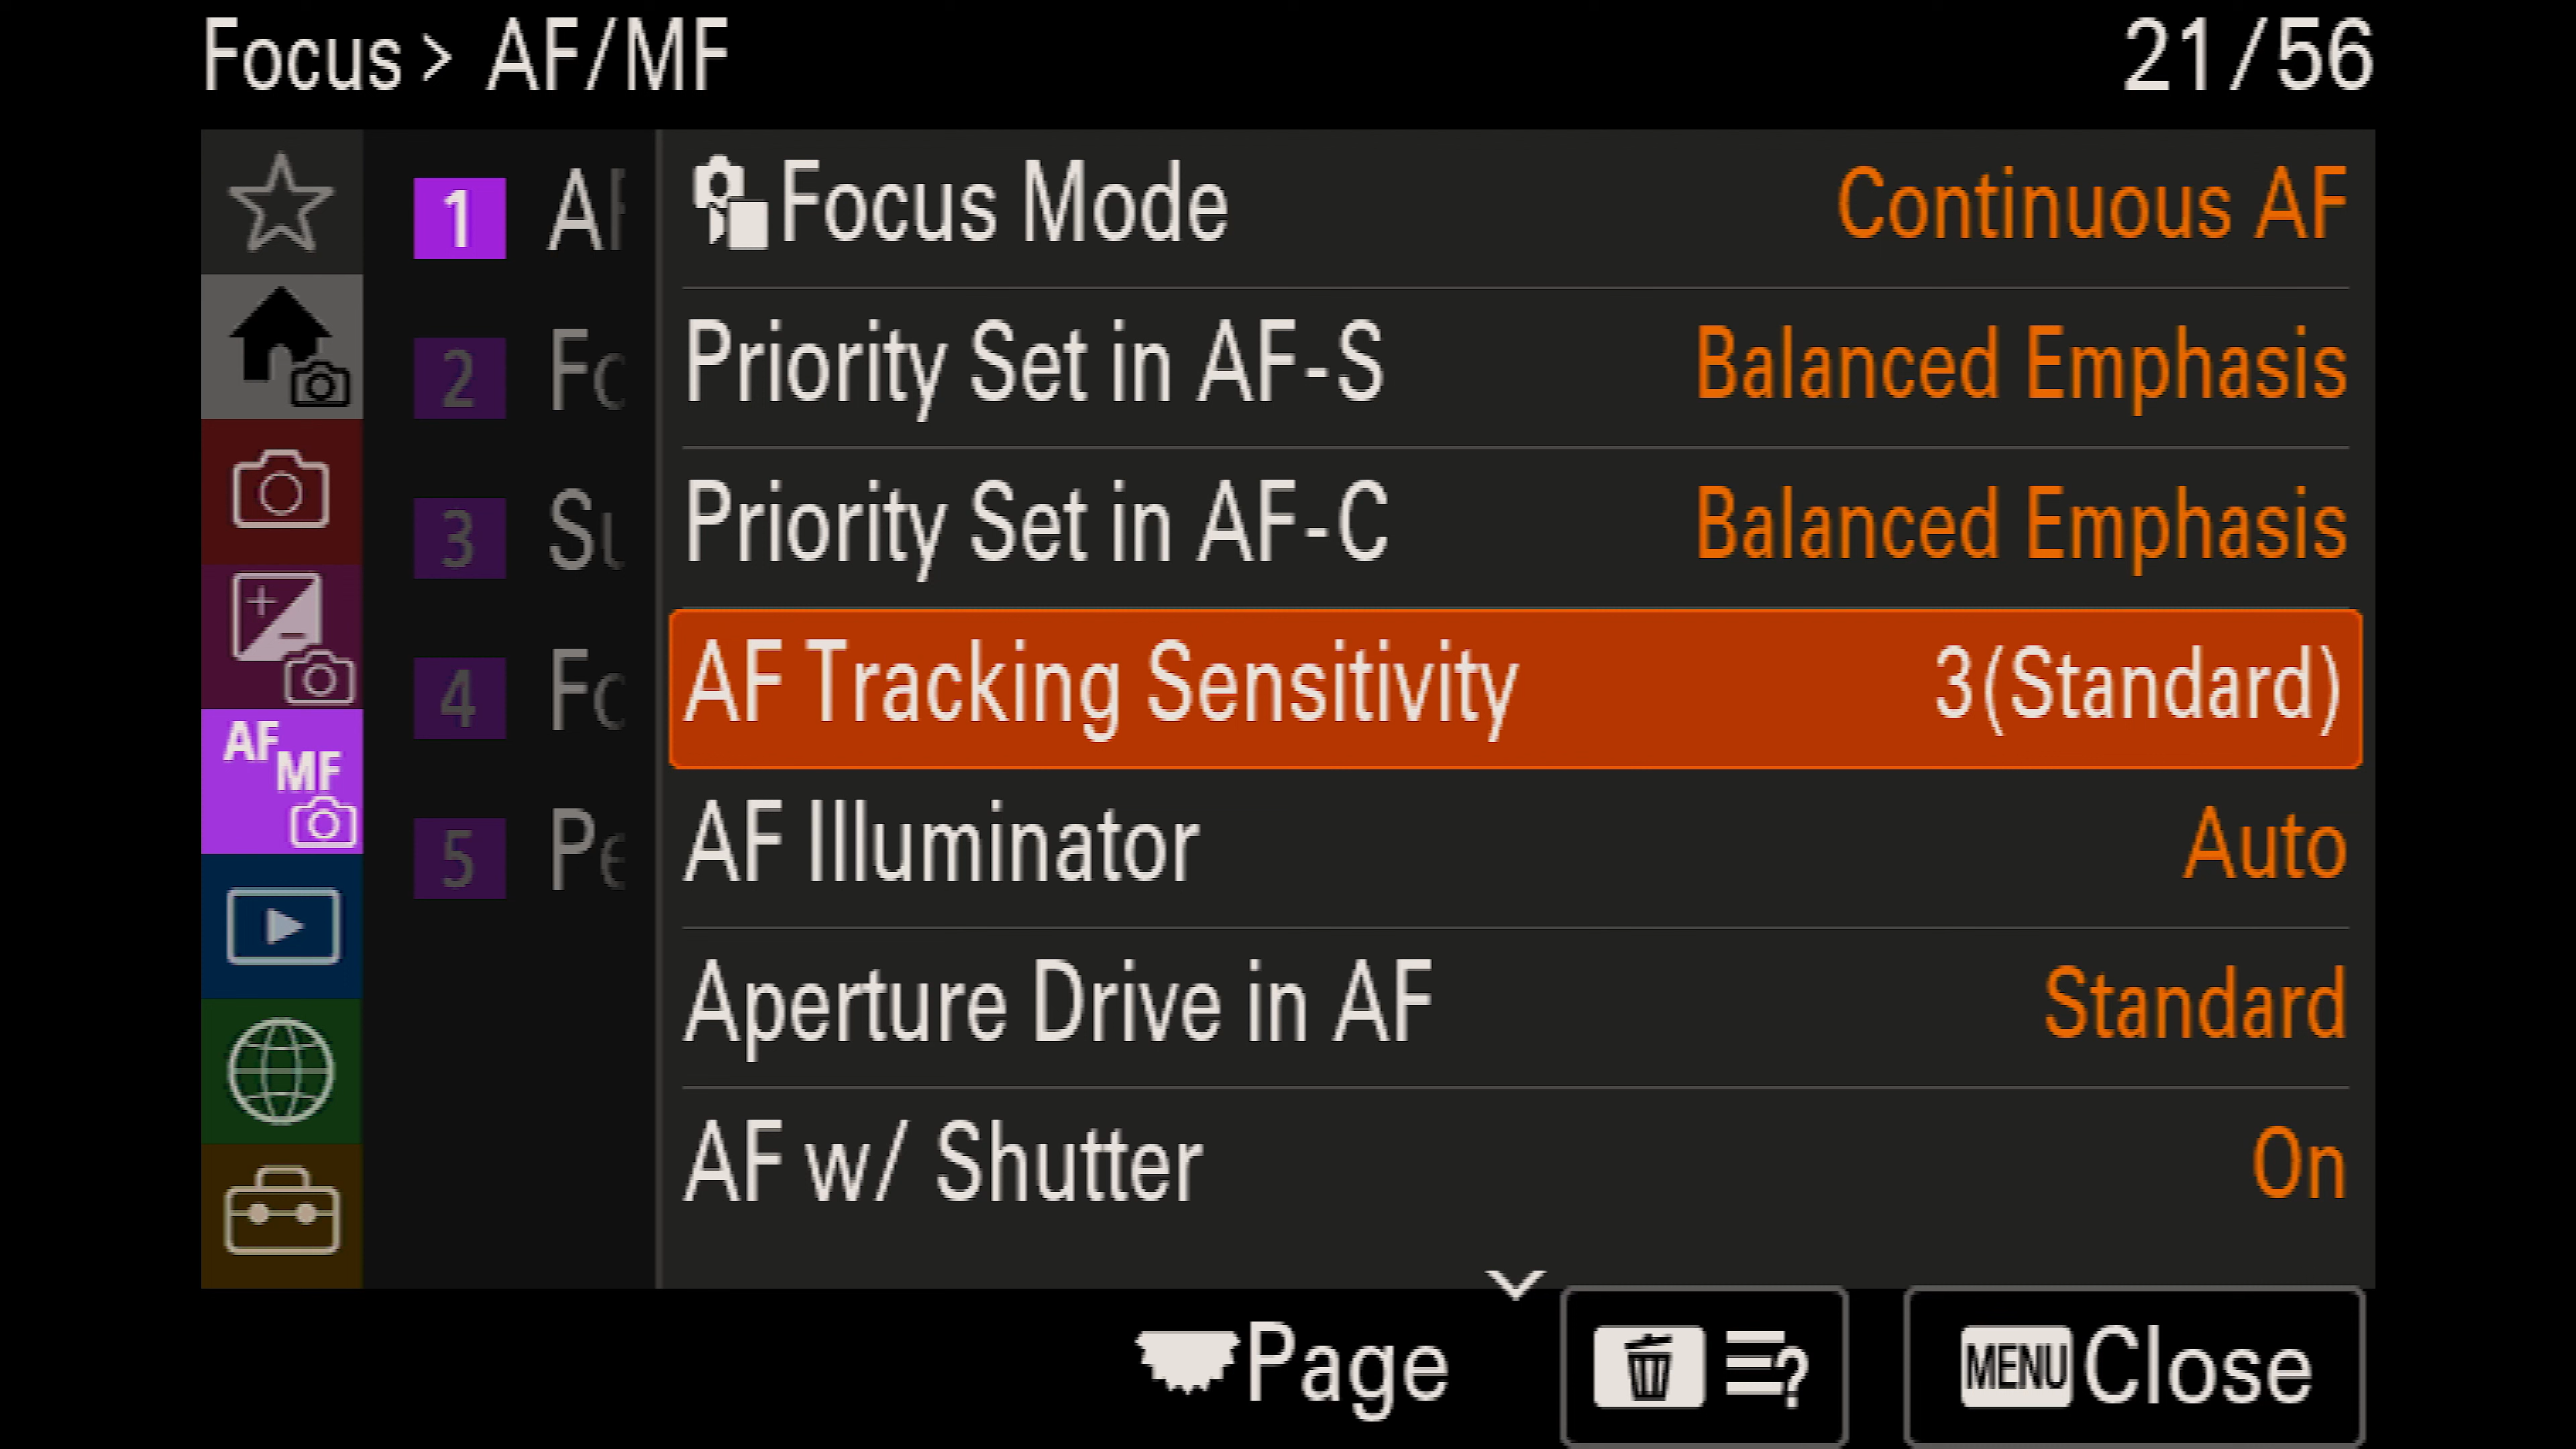 Focus> AF/MF
21/56
1
2
3
4
5
AF MF
Focus Mode Continuous AF
Priority Set in AF-S Balanced Emphasis
Priority Set in AF-C Balanced Emphasis
AF Tracking Sensitivity 3(Standard)
AF Illuminator Auto
Aperture Drive in AF Standard
AF w/ Shutter On
Page
?
MENU Close